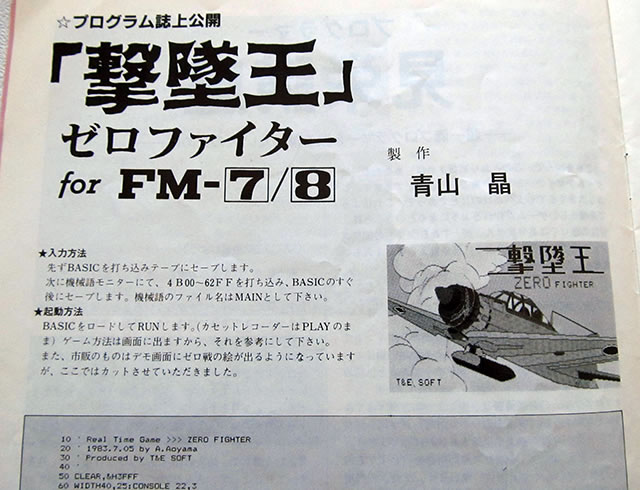 ☆プログラム誌上公開
「撃墜王」
ゼロファイター
for FM-7/8
製作
青山 晶
★入力方法
先ずBASICを打ち込みテープにセーブします。
次に機械語モニターにて、4B00~62FFを打込み、BASICのすぐ
後にセーブします。機械語のファイル名はMAINとして下さい。
★起動方法
BASICをロードしてRUNします。(カセットレコーダーはPLAYのま
ま)ゲーム方法は画面に出ますから、それを参考にして下さい。
また、市販のものはデモ画面にゼロ戦の絵が出るようになっています
が、ここではカットさせていただきました。
撃墜王
ZERO FIGHTER
T&E SOFT
10 ' Real Time Game >>> ZERO FIGHTER
20 ' 1983.7.05 by A.Aoyama
30 ' Produced by T&E SOFT
40 '
50 CLEAR,&H3FFF
60 WIDTH40,25:CONSOLE 22,3